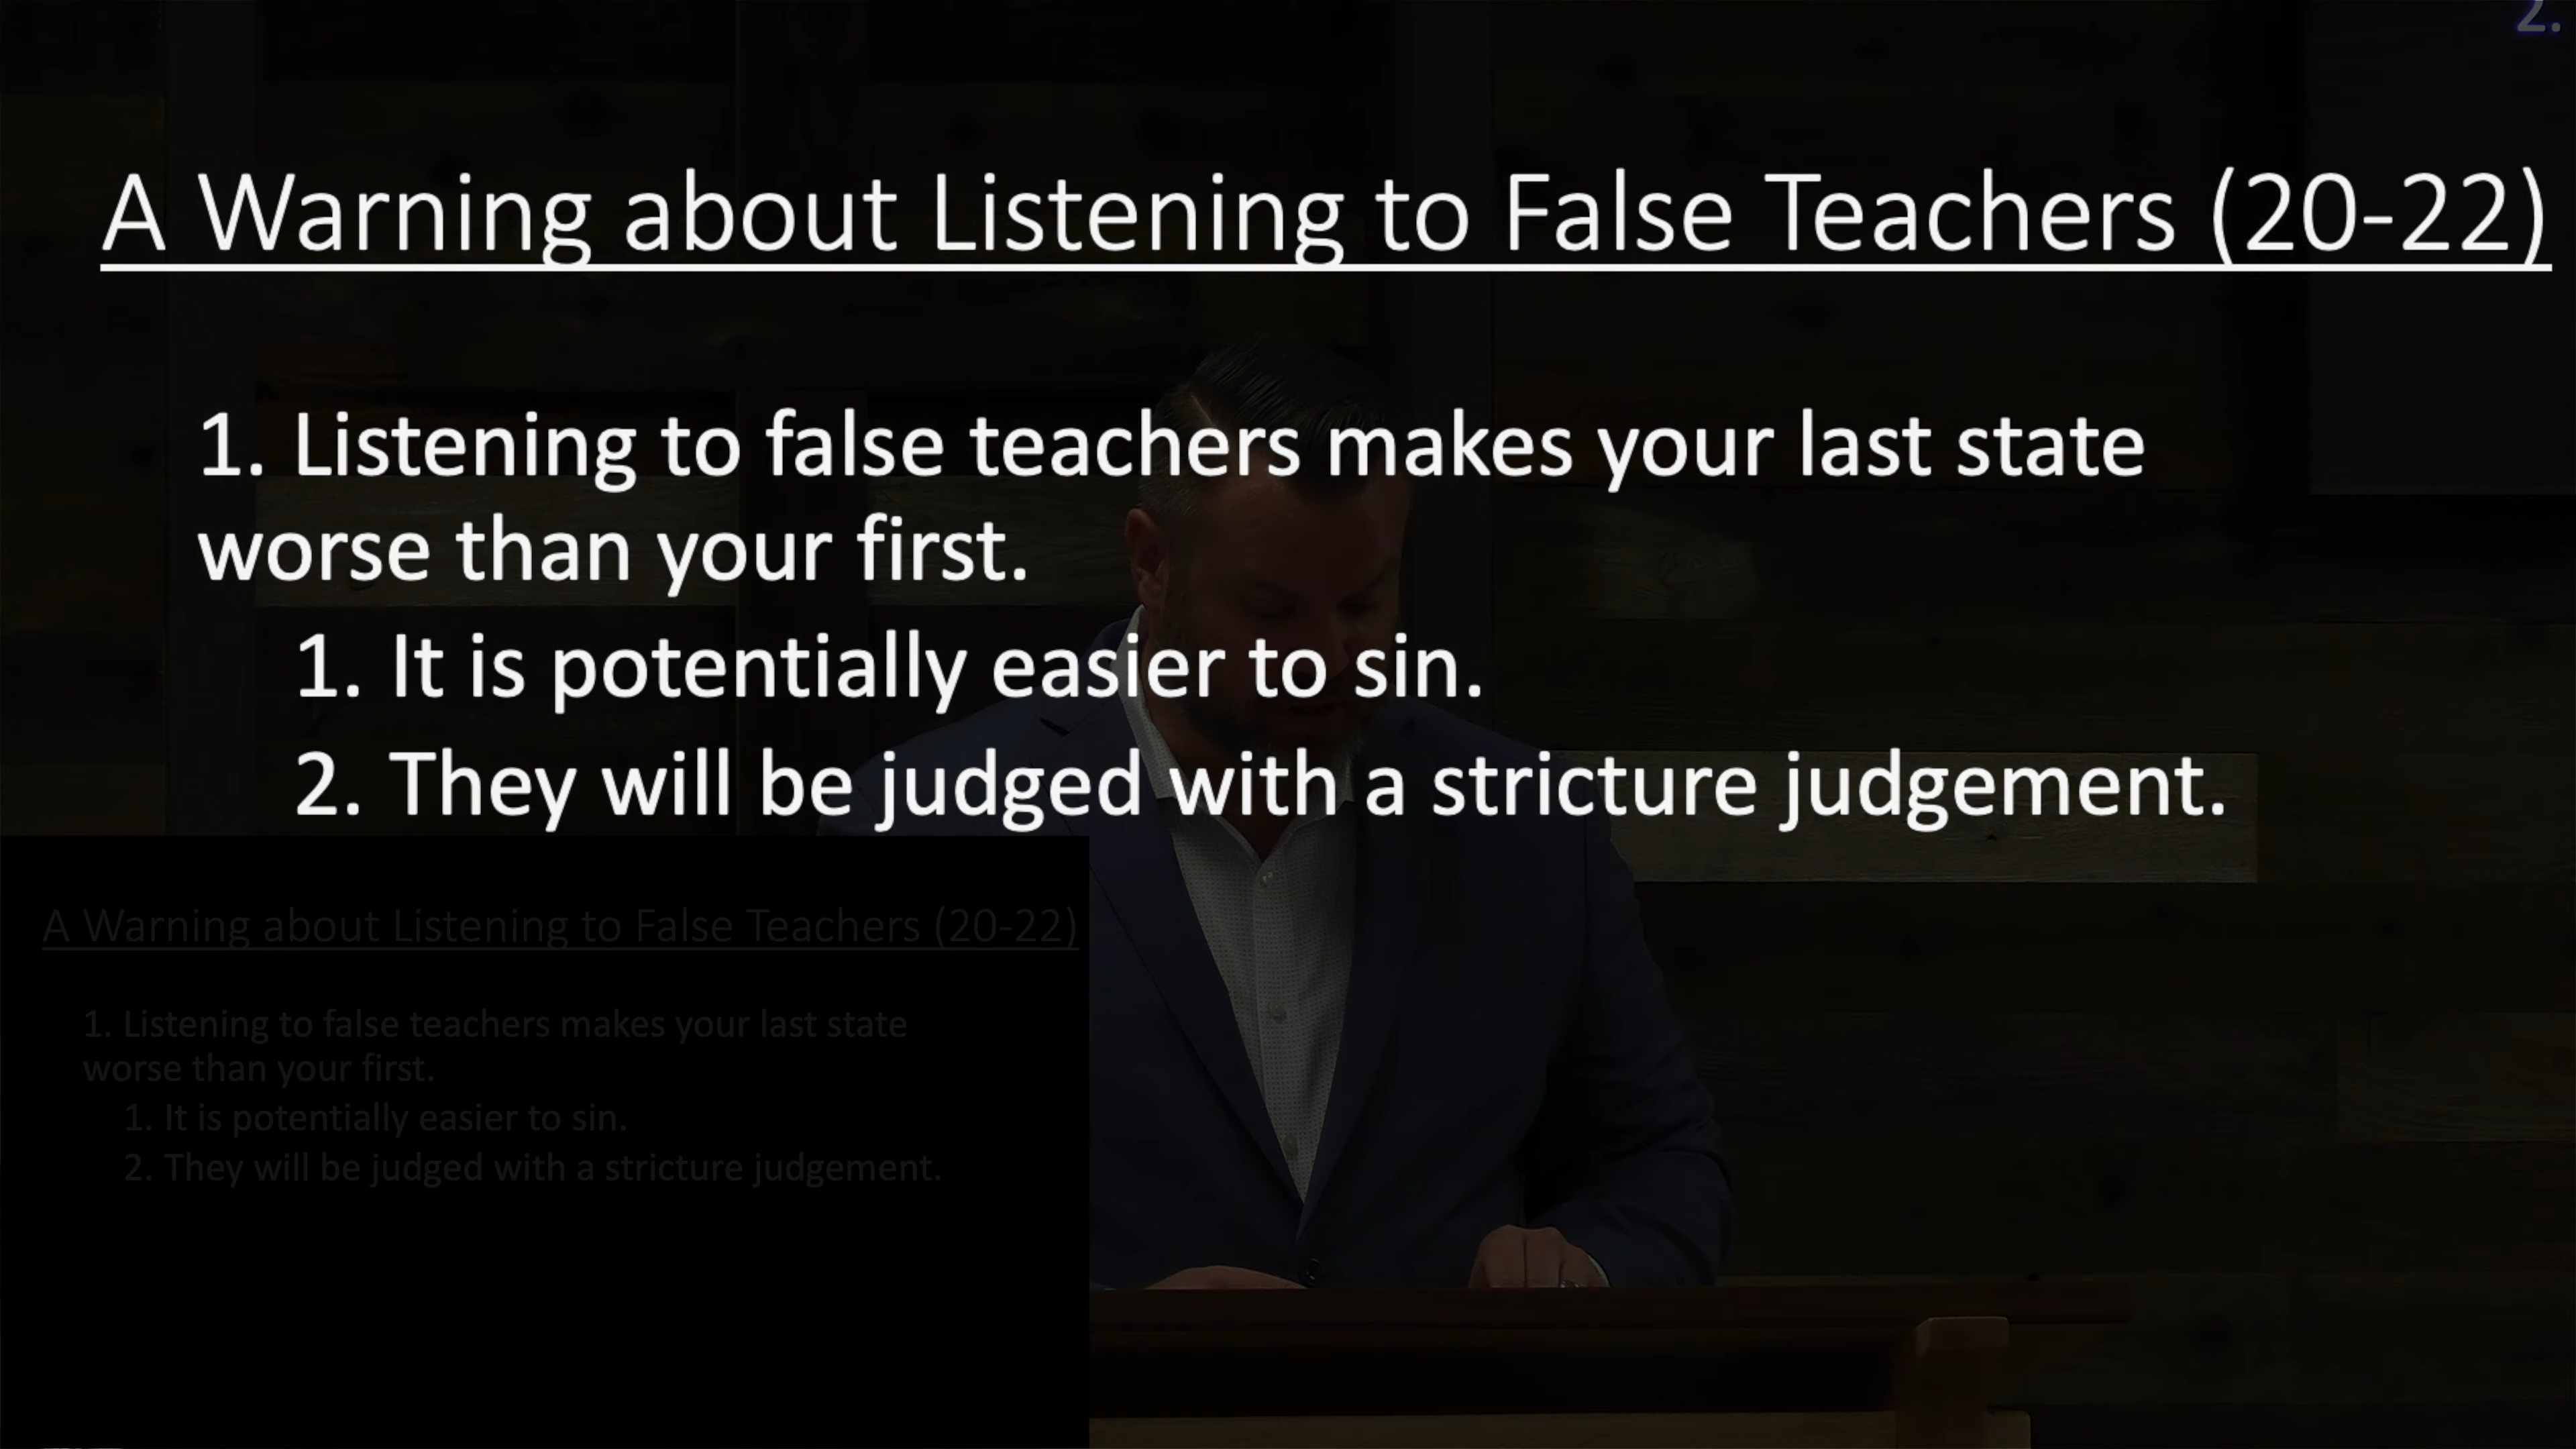 2.
A Warning about Listening to False Teachers (20-22)
1. Listening to false teachers makes your last state
worse than your first.
1. It is potentially easier to sin.
2. They will be judged with a stricture judgement.
A Warning about Listening to False Teachers (20-22)
1. Listening to false teachers makes your last state
worse than your first.
1. It is potentially easier to sin.
2. They will be judged with a stricture judgement.